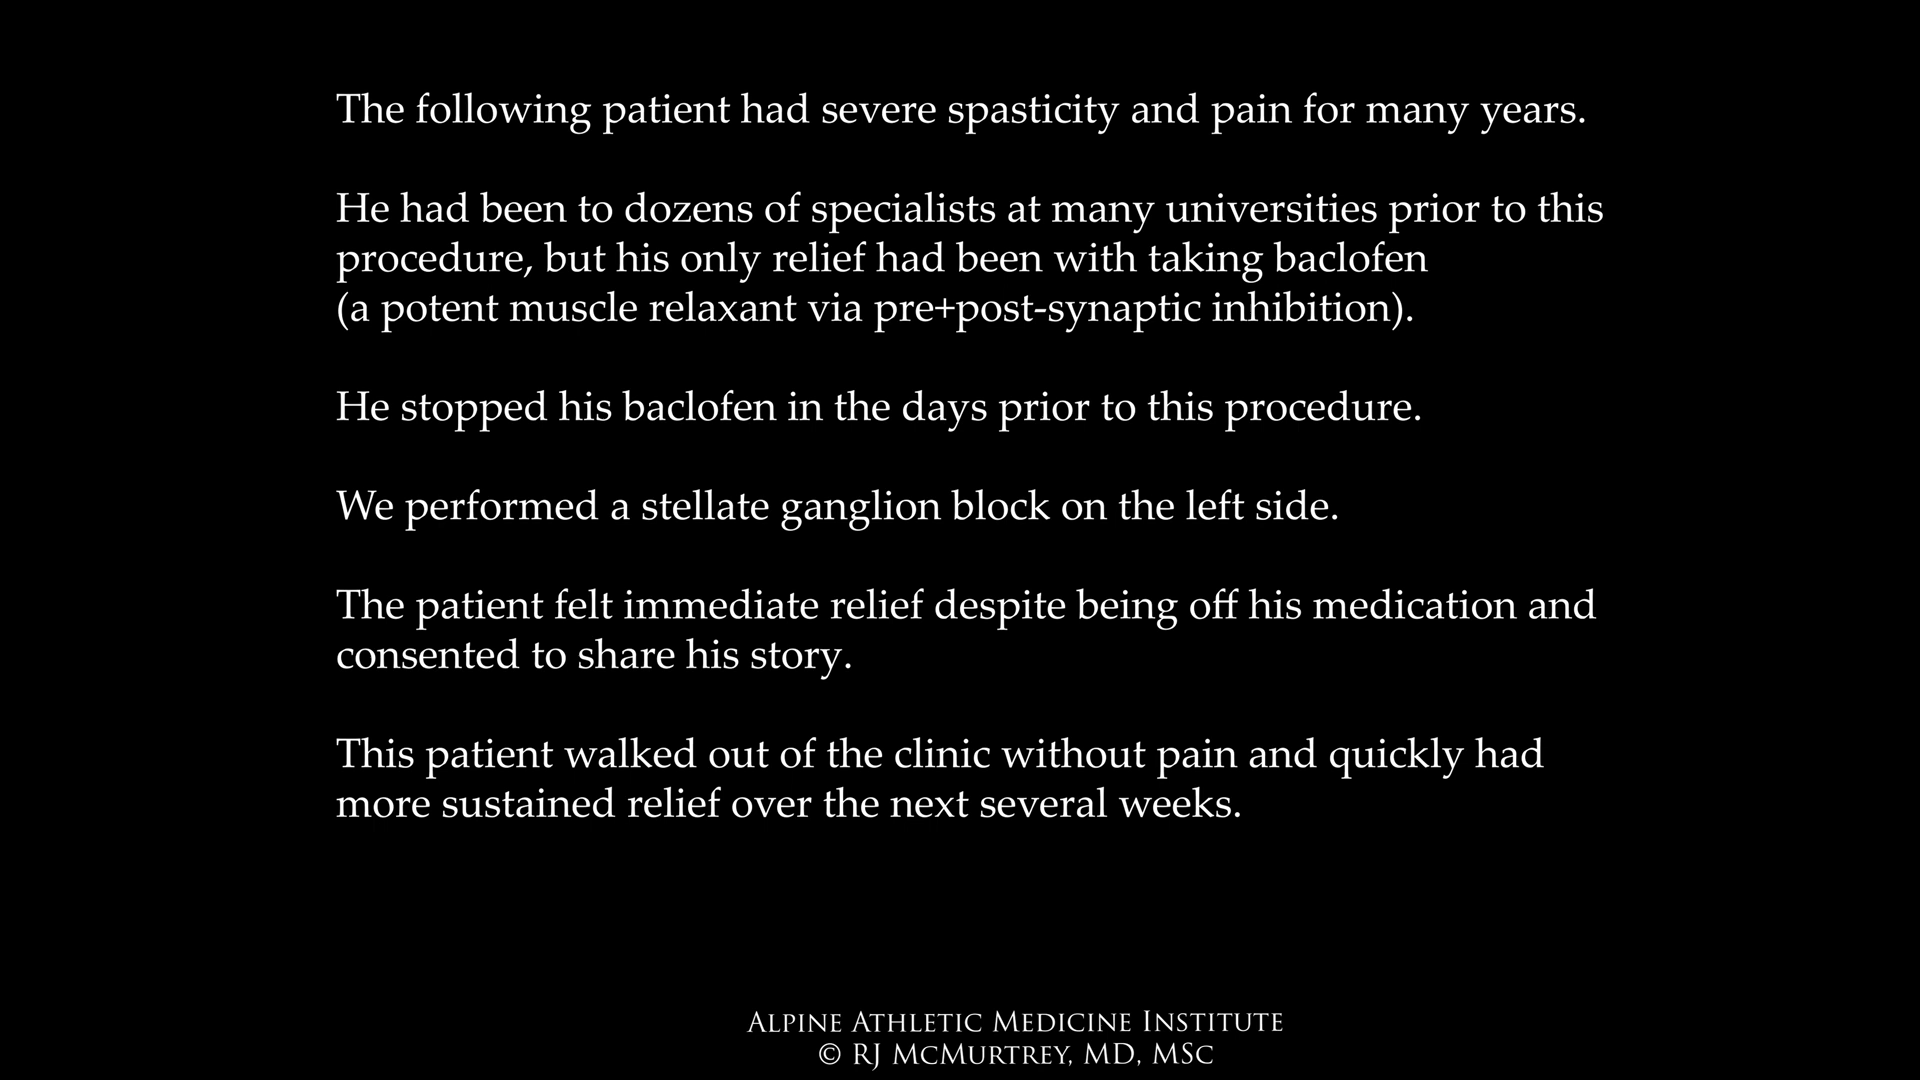 The following patient had severe spasticity and pain for many years.
He had been to dozens of specialists at many universities prior to this
procedure, but his only relief had been with taking baclofen
(a potent muscle relaxant via pre+post-synaptic inhibition).
He stopped his baclofen in the days prior to this procedure.
We performed a stellate ganglion block on the left side.
The patient felt immediate relief despite being off his medication and
consented to share his story.
This patient walked out of the clinic without pain and quickly had
more sustained relief over the next several weeks.
Alpine Athletic Medicine Institute
© RJ McMurtrey, MD, MSc